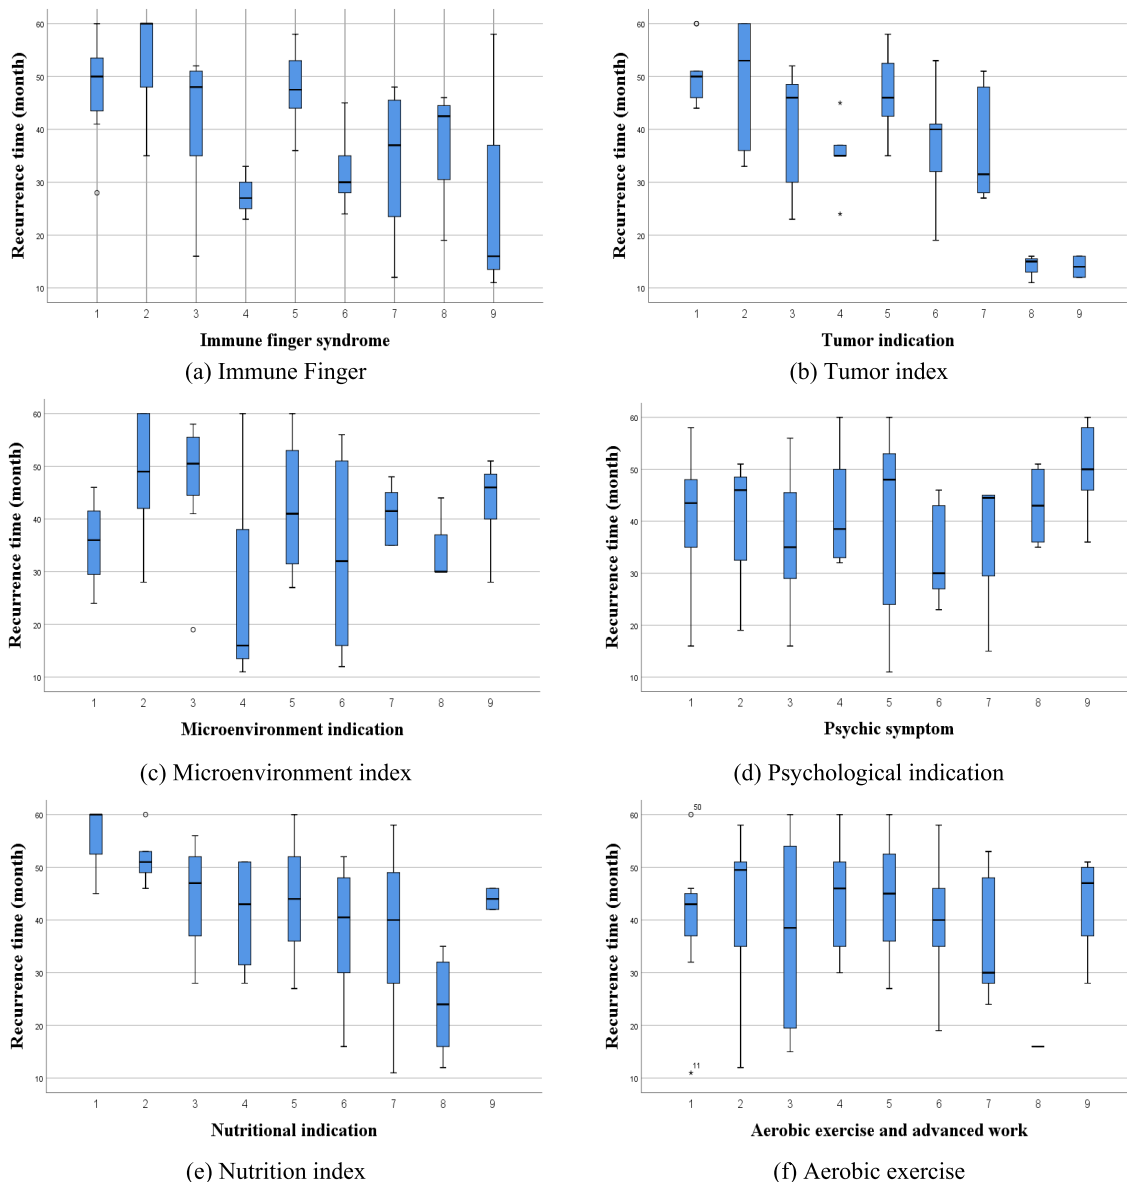 Recurrence time (month)
60
50
40
30
20
10
1 2 3 4 5 6 7 8 9
Immune finger syndrome
(a) Immune Finger
Recurrence time (month)
60
50
40
30
20
10
1 2 3 4 5 6 7 8 9
Tumor indication
(b) Tumor index
Recurrence time (month)
60
50
40
30
20
10
1 2 3 4 5 6 7 8 9
Microenvironment indication
(c) Microenvironment index
Recurrence time (month)
60
50
40
30
20
10
1 2 3 4 5 6 7 8 9
Psychic symptom
(d) Psychological indication
Recurrence time (month)
60
50
40
30
20
10
1 2 3 4 5 6 7 8 9
Nutritional indication
(e) Nutrition index
Recurrence time (month)
60
50
40
30
20
10
50
11
1 2 3 4 5 6 7 8 9
Aerobic exercise and advanced work
(f) Aerobic exercise